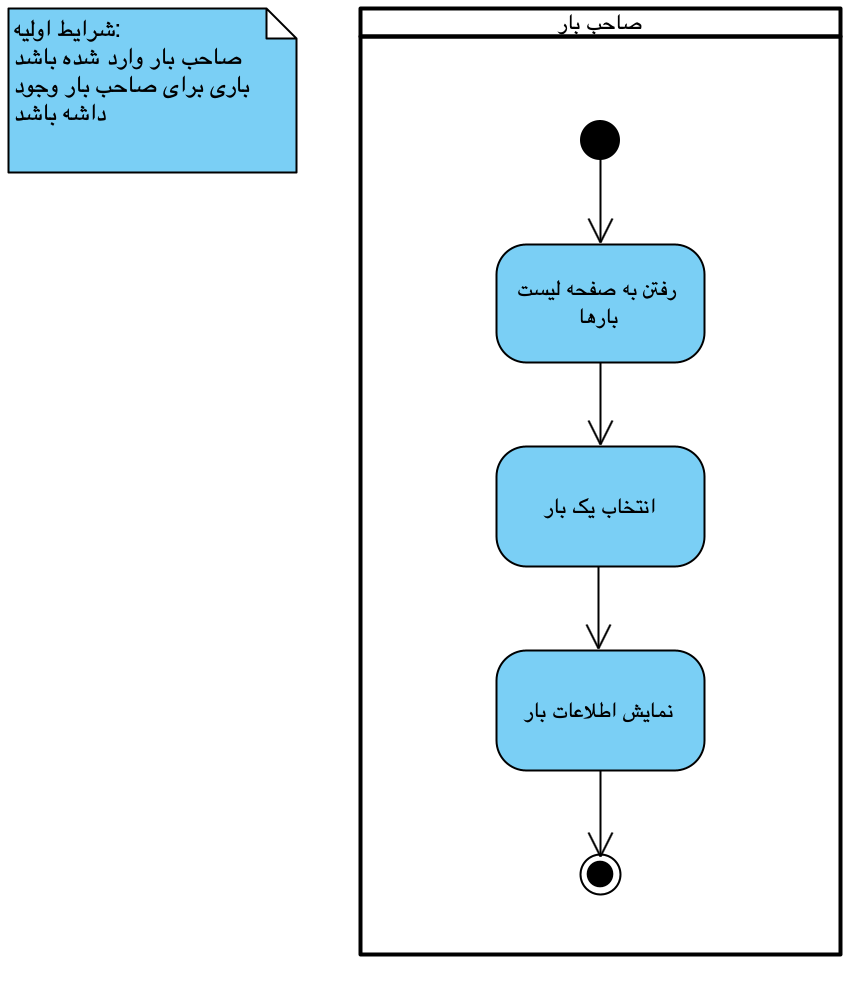 شرایط اولیه:
صاحب بار وارد شده باشد
باری برای صاحب بار وجود
داشه باشد
صاحب بار
رفتن به صفحه لیست
بارها
انتخاب یک بار
نمایش اطلاعات بار